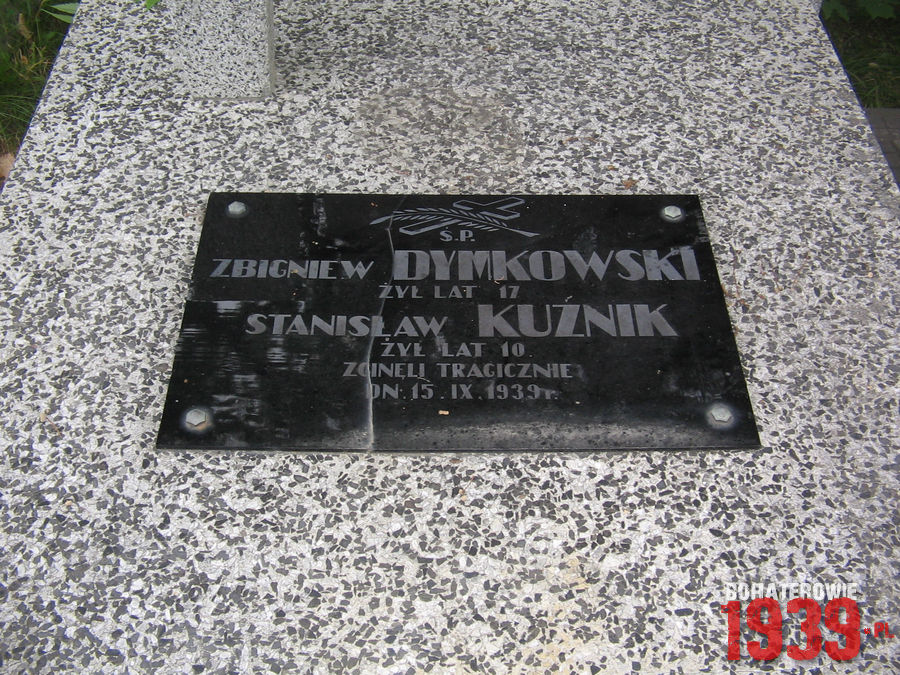 Ś.P.
ZBIGNIEW DYMKOWSKI
ŻYŁ LAT 17
STANISŁAW KUŹNIK
ŻYŁ LAT 10
ZGINĘLI TRAGICZNIE
DN. 15. IX. 1939 r.
BOHATEROWIE
1939.PL